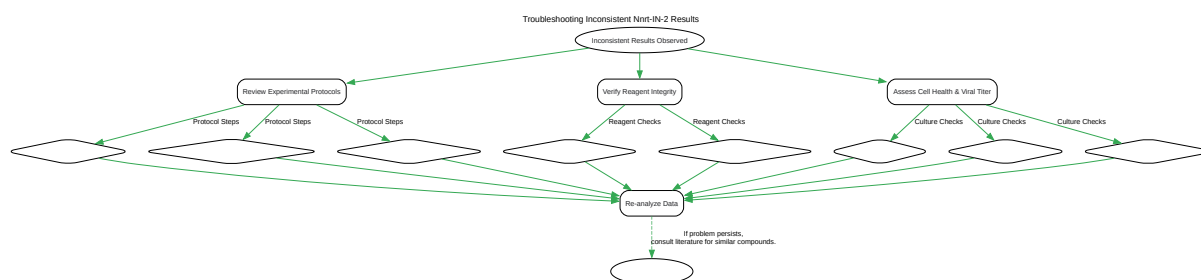 Troubleshooting Inconsistent Nnrt-IN-2 Results
Inconsistent Results Observed
Review Experimental Protocols
Verify Reagent Integrity
Assess Cell Health & Viral Titer
Protocol Steps
Protocol Steps
Protocol Steps
Reagent Checks
Reagent Checks
Culture Checks
Culture Checks
Culture Checks
Re-analyze Data
If problem persists,
consult literature for similar compounds.